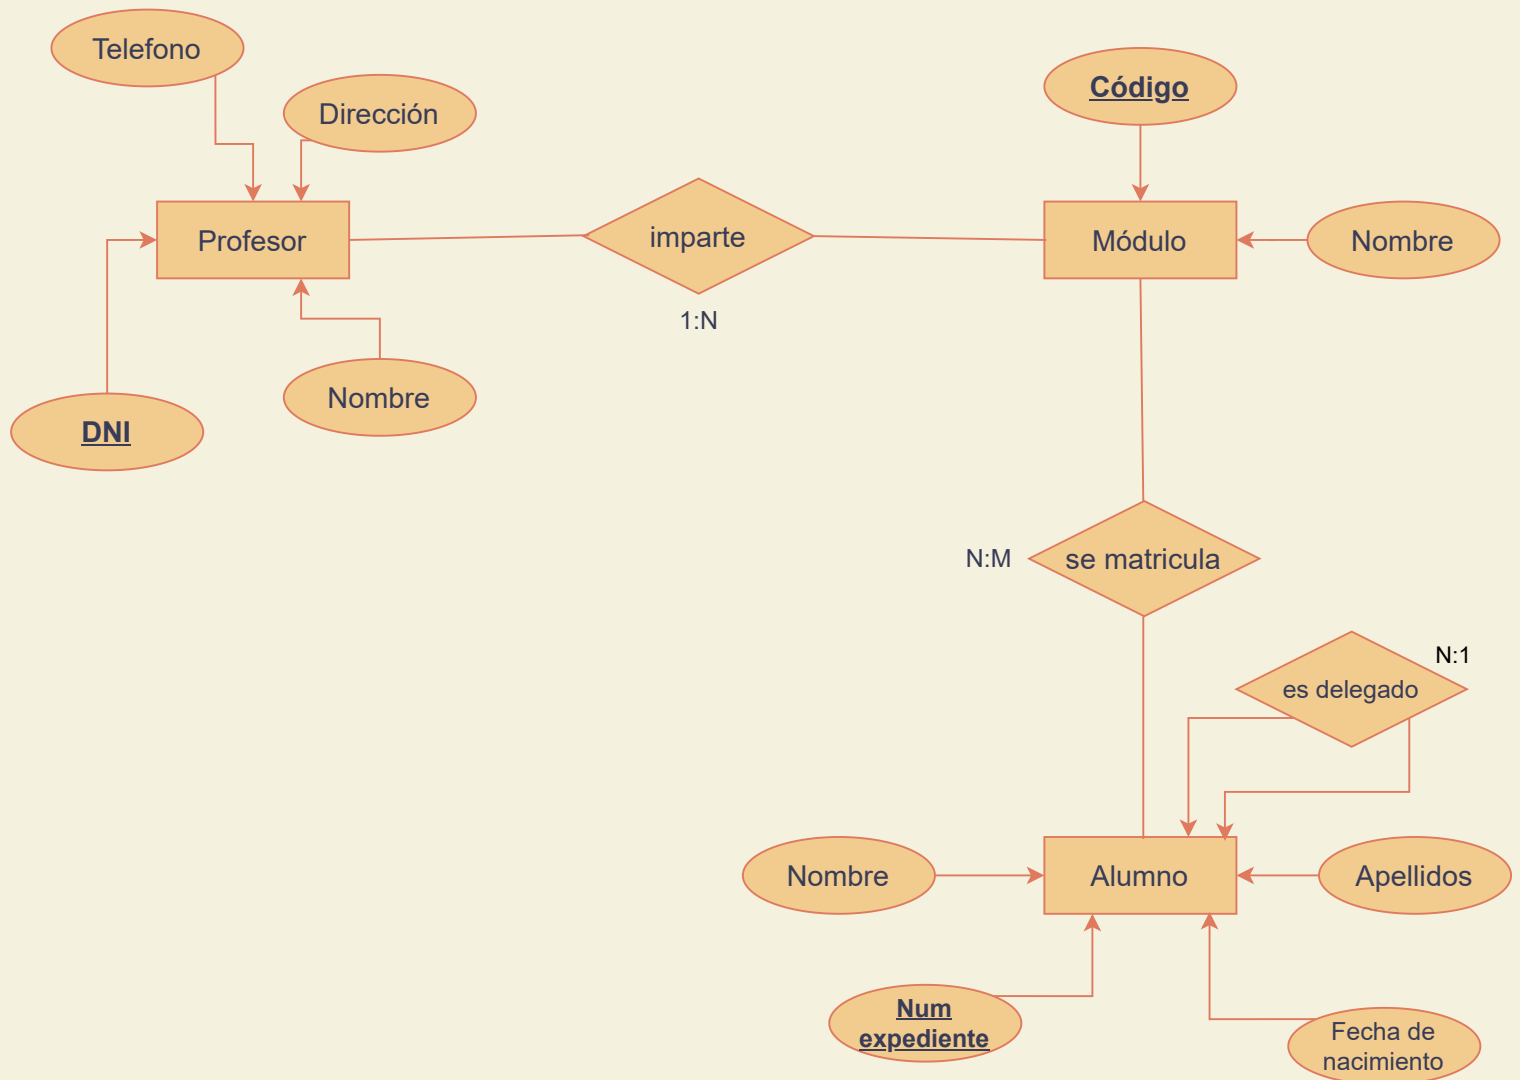 Telefono
Dirección
Código
Profesor
imparte
Módulo
Nombre
1:N
Nombre
DNI
N:M
se matricula
N:1
es delegado
Nombre
Alumno
Apellidos
Num
expediente
Fecha de
nacimiento